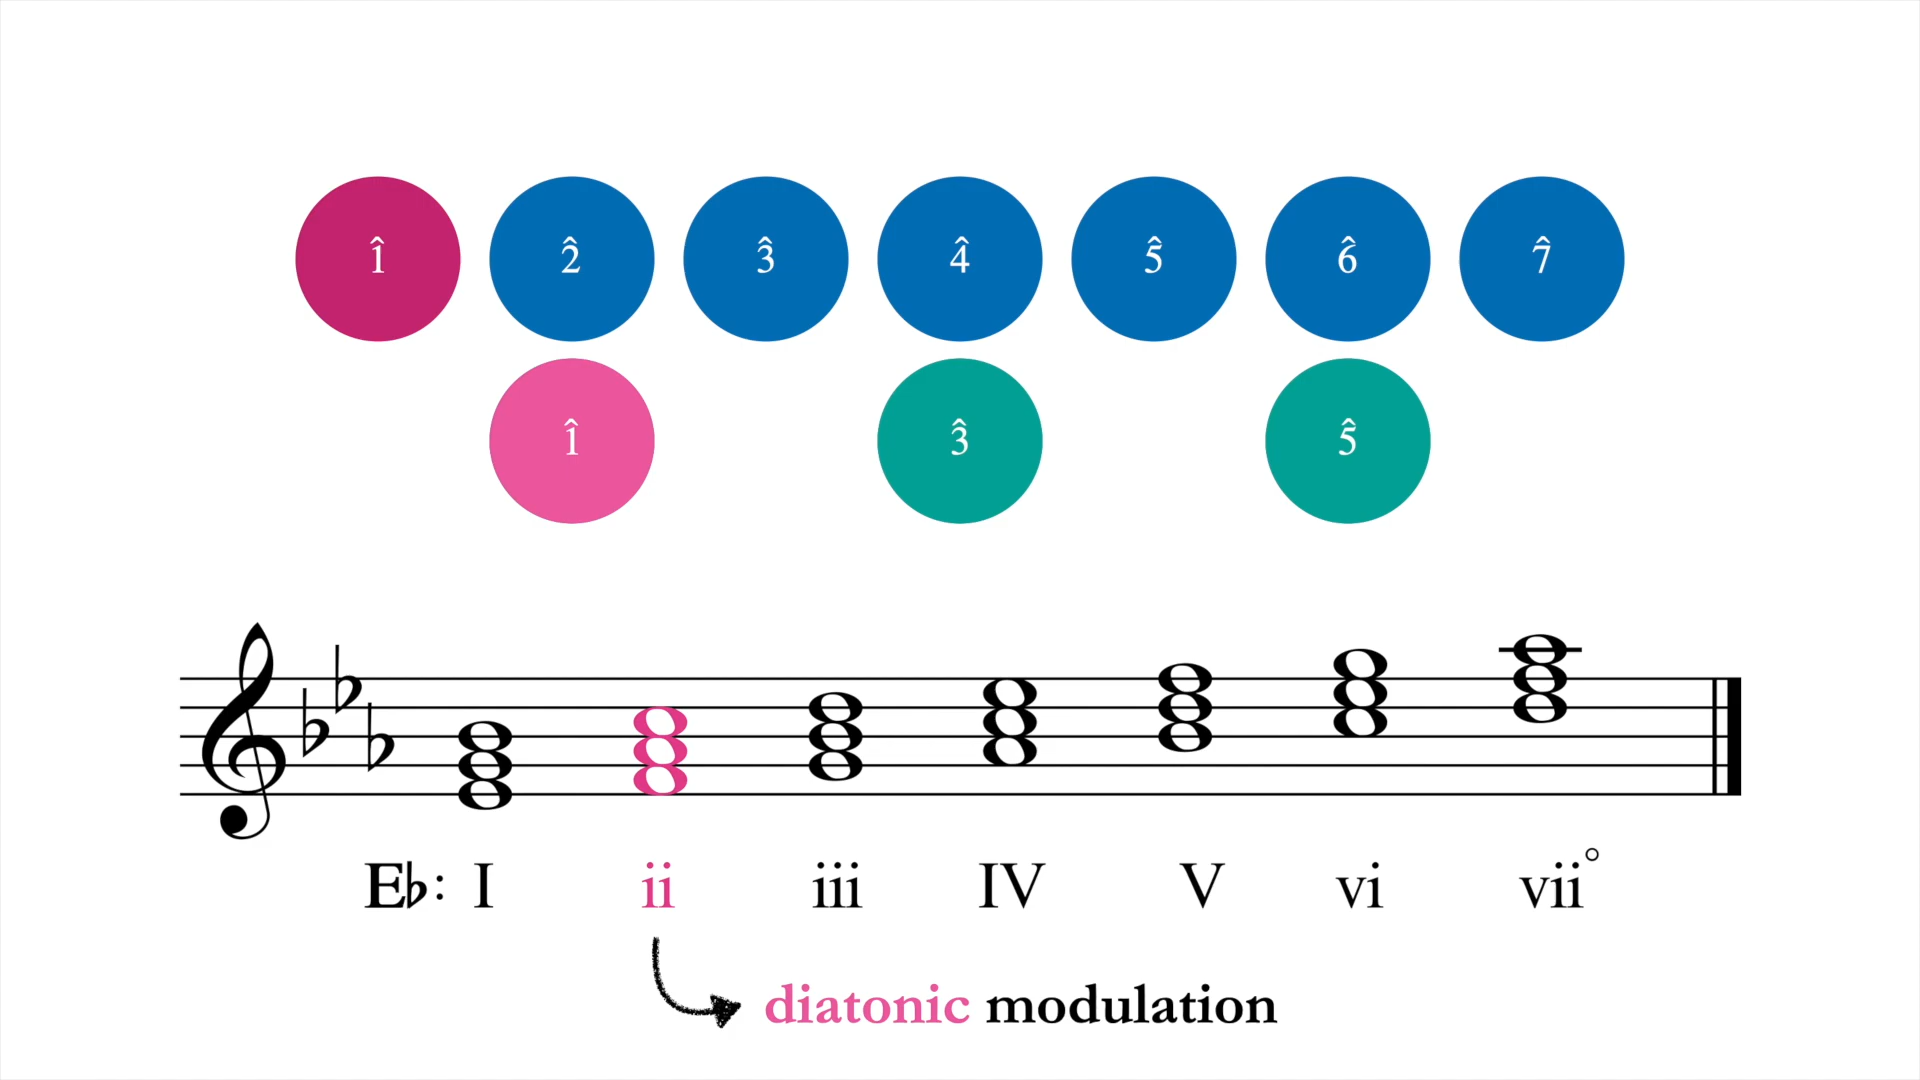 1̂ 2̂ 3̂ 4̂ 5̂ 6̂ 7̂
1̂ 3̂ 5̂
E♭: I ii iii IV V vi vii°
diatonic modulation